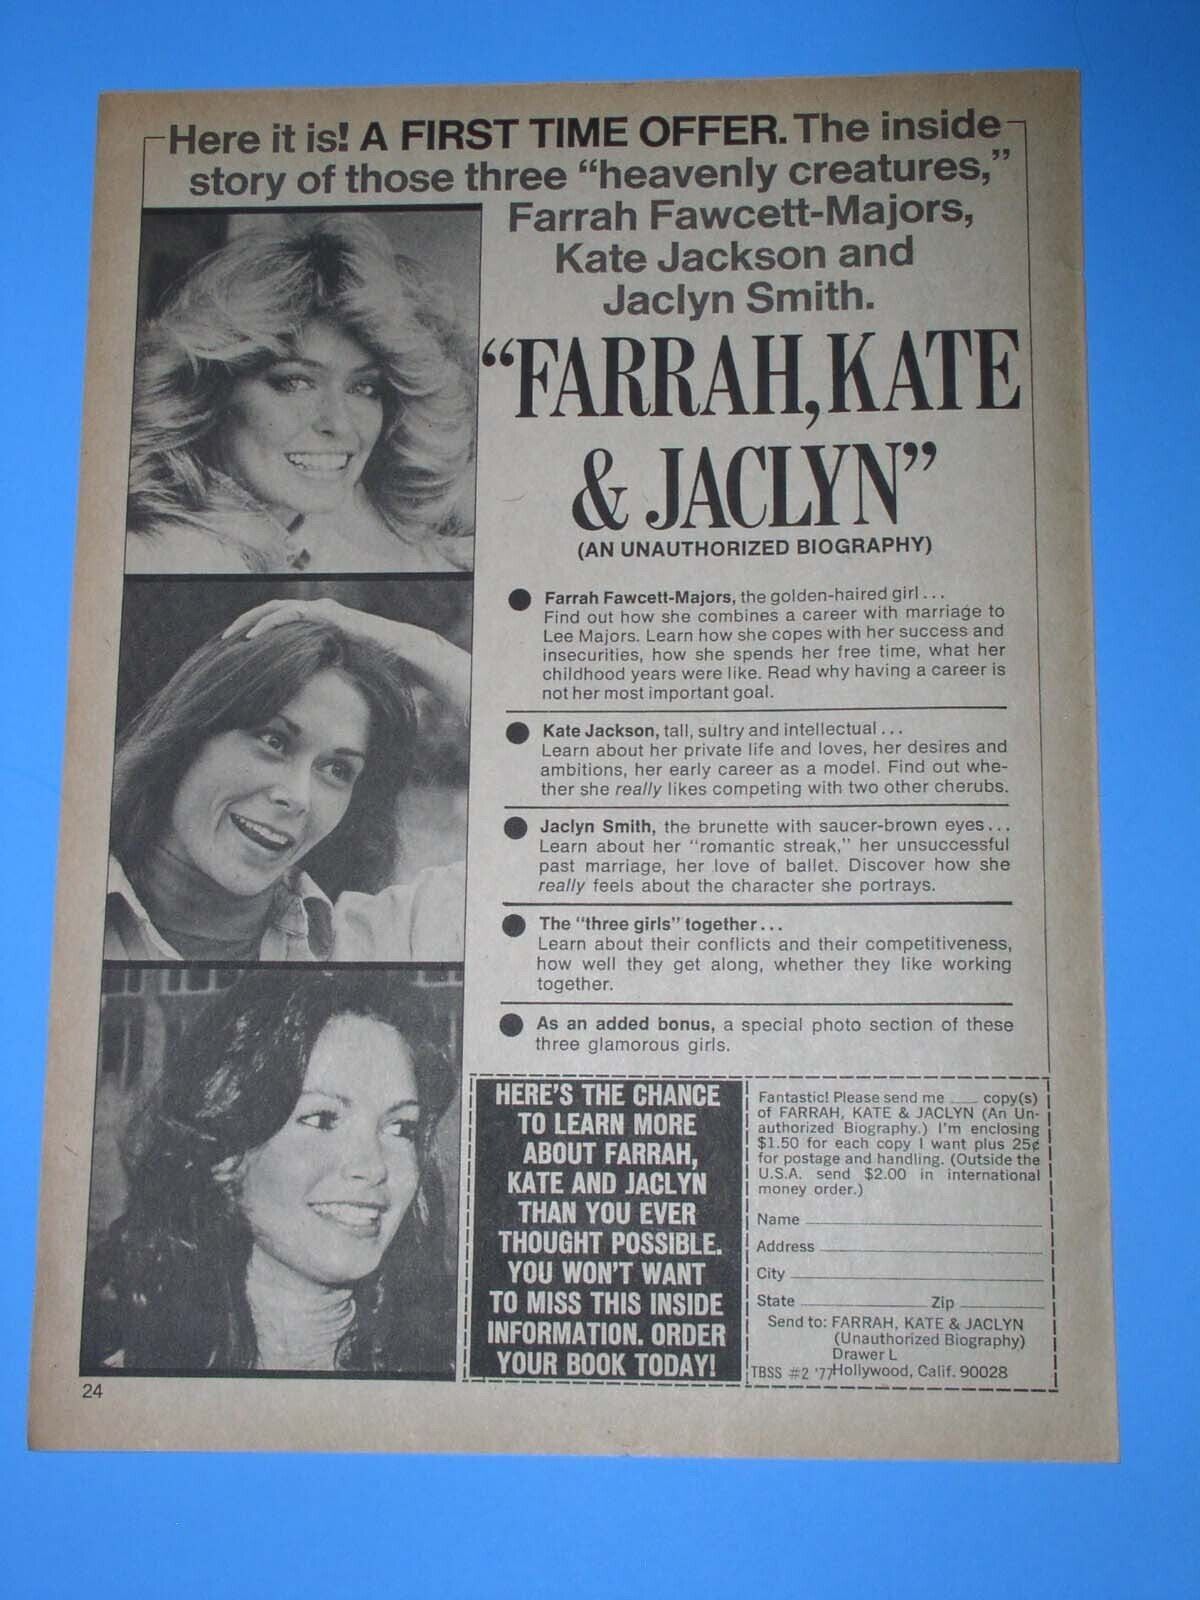 Here it is! A FIRST TIME OFFER. The inside
story of those three “heavenly creatures,”
Farrah Fawcett-Majors,
Kate Jackson and
Jaclyn Smith.
“FARRAH, KATE
& JACLYN”
(AN UNAUTHORIZED BIOGRAPHY)
● Farrah Fawcett-Majors, the golden-haired girl . . .
Find out how she combines a career with marriage to
Lee Majors. Learn how she copes with her success and
insecurities, how she spends her free time, what her
childhood years were like. Read why having a career is
not her most important goal.
● Kate Jackson, tall, sultry and intellectual . . .
Learn about her private life and loves, her desires and
ambitions, her early career as a model. Find out whe-
ther she really likes competing with two other cherubs.
● Jaclyn Smith, the brunette with saucer-brown eyes . . .
Learn about her “romantic streak,” her unsuccessful
past marriage, her love of ballet. Discover how she
really feels about the character she portrays.
● The “three girls” together . . .
Learn about their conflicts and their competitiveness,
how well they get along, whether they like working
together.
● As an added bonus, a special photo section of these
three glamorous girls.
HERE’S THE CHANCE
TO LEARN MORE
ABOUT FARRAH,
KATE AND JACLYN
THAN YOU EVER
THOUGHT POSSIBLE.
YOU WON’T WANT
TO MISS THIS INSIDE
INFORMATION. ORDER
YOUR BOOK TODAY!
Fantastic! Please send me ___ copy(s)
of FARRAH, KATE & JACLYN (An Un-
authorized Biography.) I’m enclosing
$1.50 for each copy I want plus 25¢
for postage and handling. (Outside the
U.S.A. send $2.00 in international
money order.)
Name
Address
City
State Zip
Send to: FARRAH, KATE & JACLYN
(Unauthorized Biography)
Drawer L
TBSS #2 '77 Hollywood, Calif. 90028
24